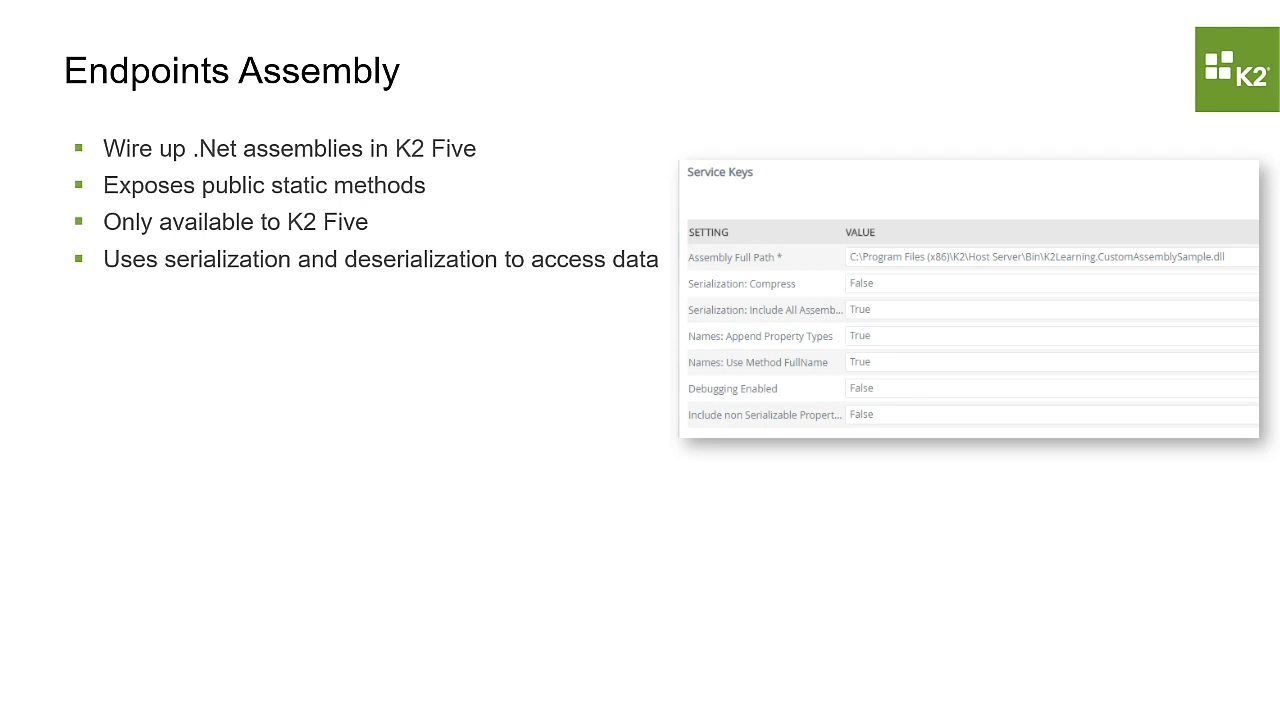 Endpoints Assembly
K2
Wire up .Net assemblies in K2 Five
Exposes public static methods
Only available to K2 Five
Uses serialization and deserialization to access data
Service Keys
SETTING VALUE
Assembly Full Path * C:\Program Files (x86)\K2\Host Server\Bin\K2Learning.CustomAssemblySample.dll
Serialization: Compress False
Serialization: Include All Assemb... True
Names: Append Property Types True
Names: Use Method FullName True
Debugging Enabled False
Include non Serializable Propert... False